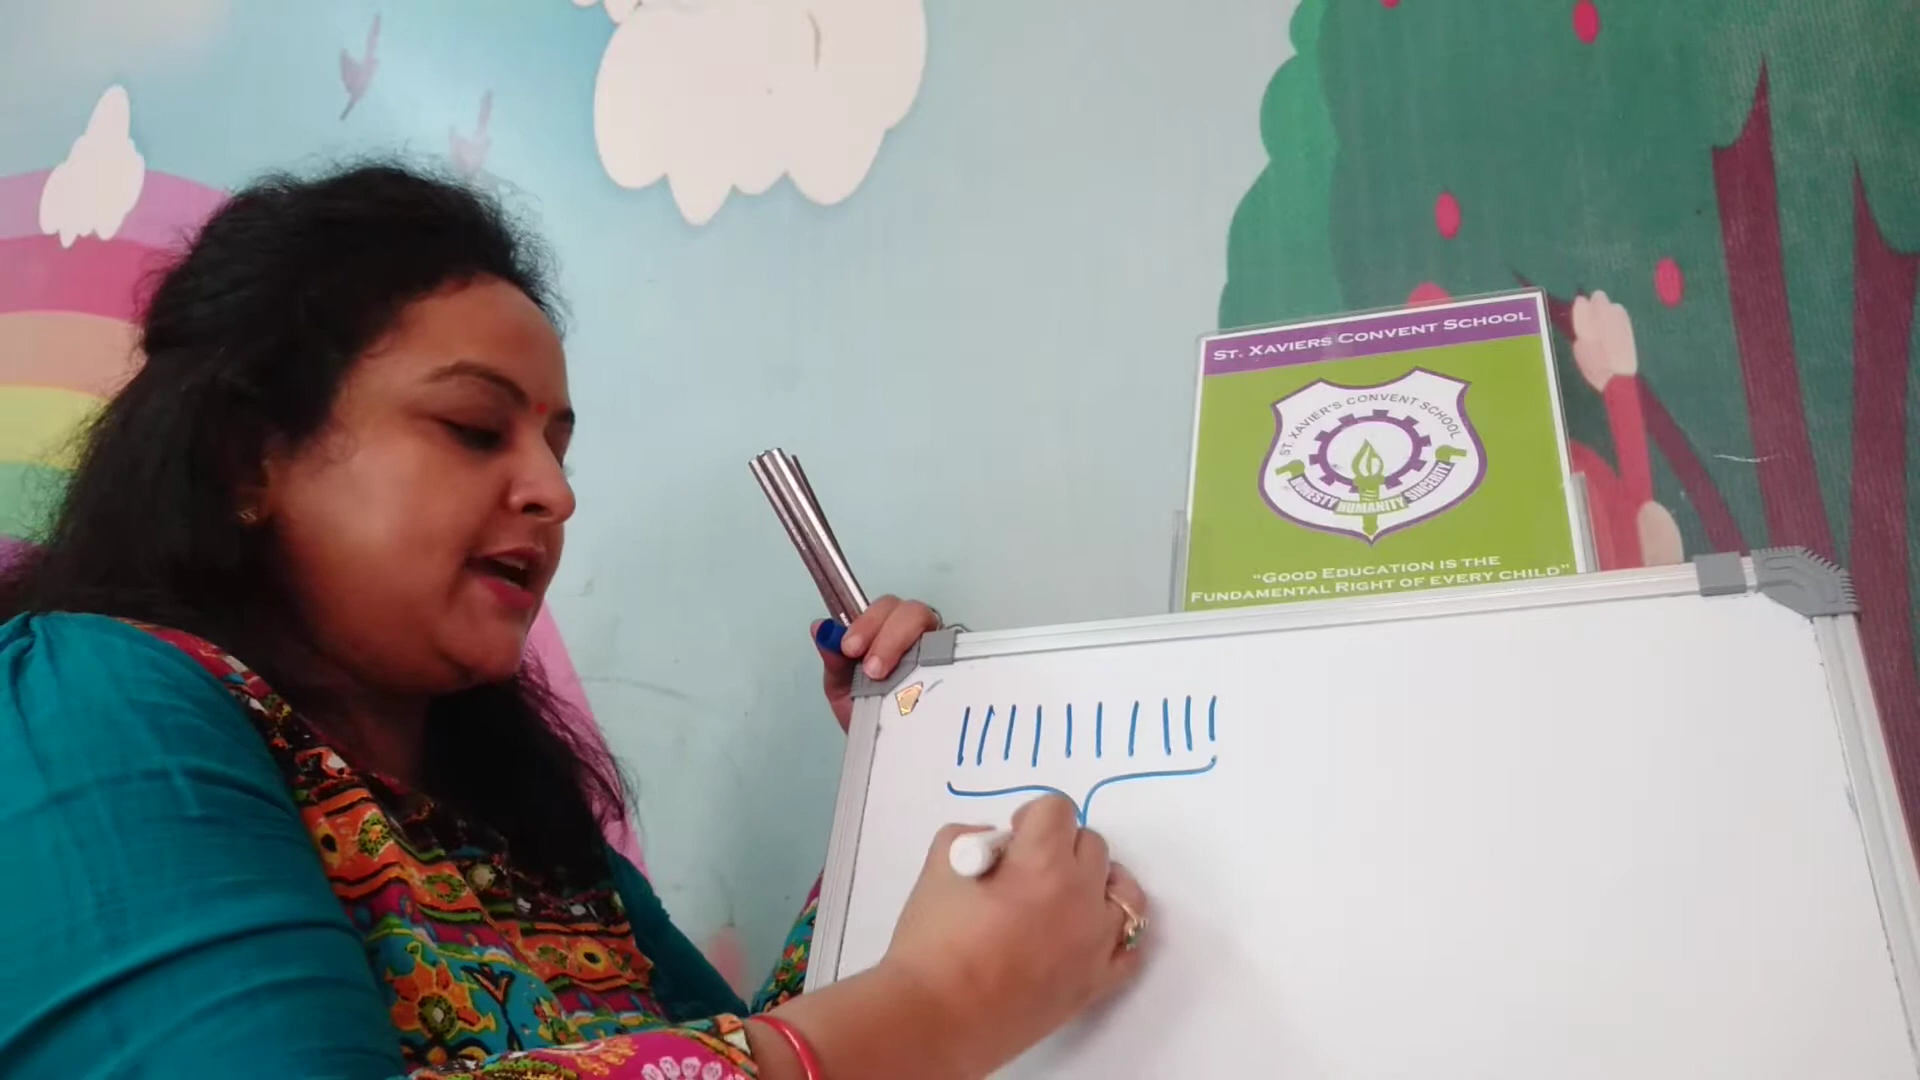 ST. XAVIERS CONVENT SCHOOL
ST. XAVIER'S CONVENT SCHOOL
HONESTY HUMANITY SINCERITY
"GOOD EDUCATION IS THE
FUNDAMENTAL RIGHT OF EVERY CHILD"